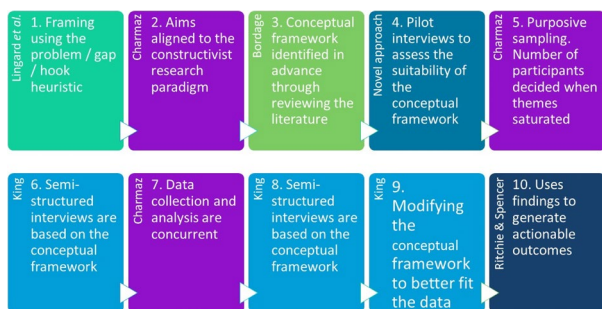 Lingard et al.
1. Framing
using the
problem / gap
/ hook
heuristic
Charmaz
2. Aims
aligned to the
constructivist
research
paradigm
Bordage
3. Conceptual
framework
identified in
advance
through
reviewing the
literature
Novel approach
4. Pilot
interviews to
assess the
suitability of
the
conceptual
framework
Charmaz
5. Purposive
sampling.
Number of
participants
decided when
themes
saturated
King
6. Semi-
structured
interviews are
based on the
conceptual
framework
Charmaz
7. Data
collection and
analysis are
concurrent
King
8. Semi-
structured
interviews are
based on the
conceptual
framework
King
9.
Modifying
the
conceptual
framework
to better fit
the data
Ritchie & Spencer
10. Uses
findings to
generate
actionable
outcomes